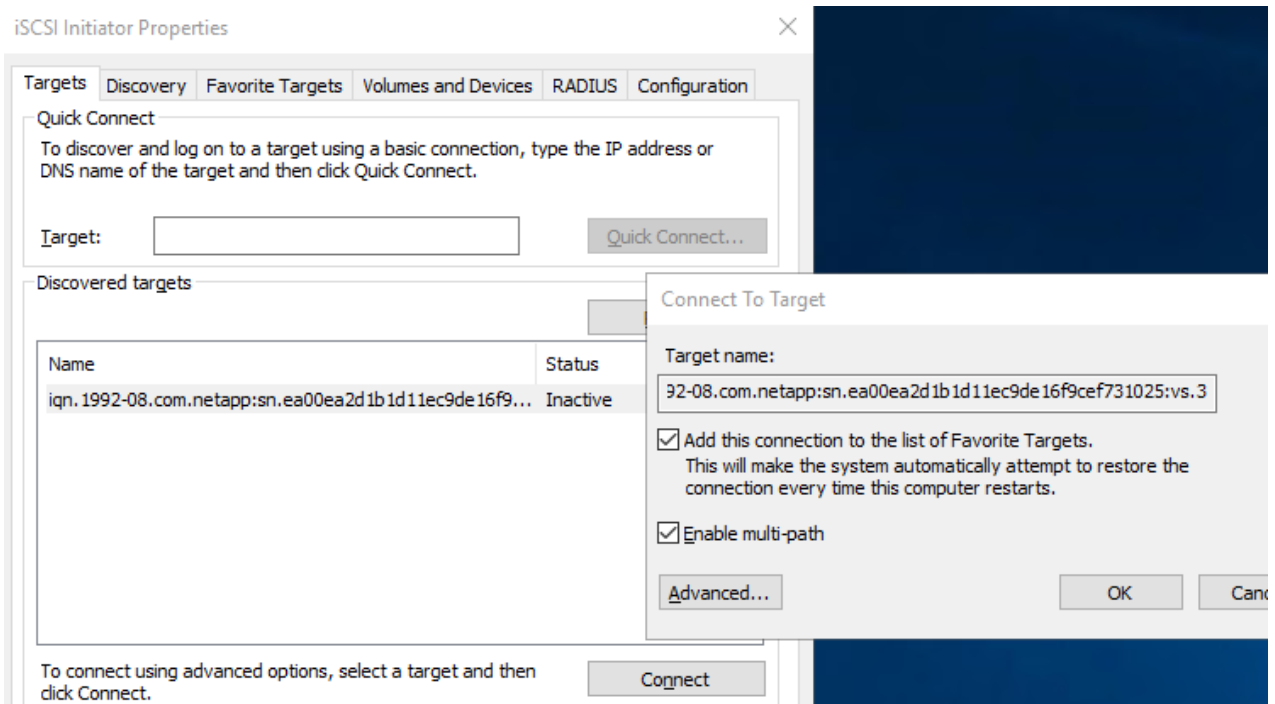 iSCSI Initiator Properties
Targets Discovery Favorite Targets Volumes and Devices RADIUS Configuration
Quick Connect
To discover and log on to a target using a basic connection, type the IP address or
DNS name of the target and then click Quick Connect.
Target:
Quick Connect...
Discovered targets
Name Status
iqn.1992-08.com.netapp:sn.ea00ea2d1b1d11ec9de16f9... Inactive
To connect using advanced options, select a target and then
click Connect.
Connect
Connect To Target
Target name:
92-08.com.netapp:sn.ea00ea2d1b1d11ec9de16f9cef731025:vs.3
Add this connection to the list of Favorite Targets.
This will make the system automatically attempt to restore the
connection every time this computer restarts.
Enable multi-path
Advanced... OK